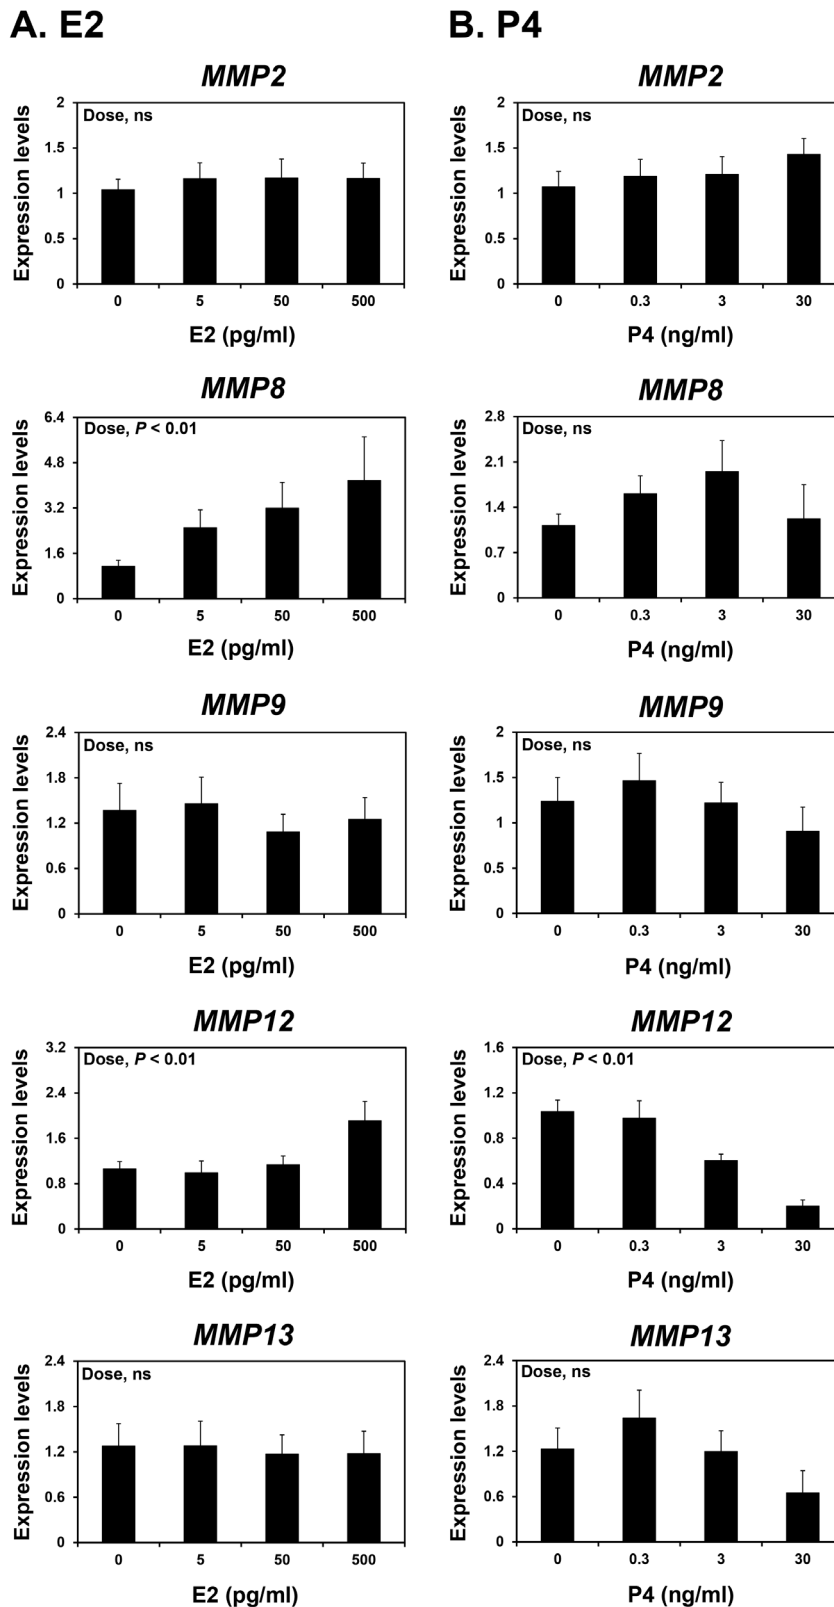 A. E2
B. P4
MMP2
Dose, ns
Expression levels
2
1.5
1
0.5
0
0 5 50 500
E2 (pg/ml)
MMP2
Dose, ns
Expression levels
2
1.5
1
0.5
0
0 0.3 3 30
P4 (ng/ml)
MMP8
Dose, P < 0.01
Expression levels
6.4
4.8
3.2
1.6
0
0 5 50 500
E2 (pg/ml)
MMP8
Dose, ns
Expression levels
2.8
2.1
1.4
0.7
0
0 0.3 3 30
P4 (ng/ml)
MMP9
Dose, ns
Expression levels
2.4
1.8
1.2
0.6
0
0 5 50 500
E2 (pg/ml)
MMP9
Dose, ns
Expression levels
2
1.5
1
0.5
0
0 0.3 3 30
P4 (ng/ml)
MMP12
Dose, P < 0.01
Expression levels
3.2
2.4
1.6
0.8
0
0 5 50 500
E2 (pg/ml)
MMP12
Dose, P < 0.01
Expression levels
1.6
1.2
0.8
0.4
0
0 0.3 3 30
P4 (ng/ml)
MMP13
Dose, ns
Expression levels
2.4
1.8
1.2
0.6
0
0 5 50 500
E2 (pg/ml)
MMP13
Dose, ns
Expression levels
2.4
1.8
1.2
0.6
0
0 0.3 3 30
P4 (ng/ml)